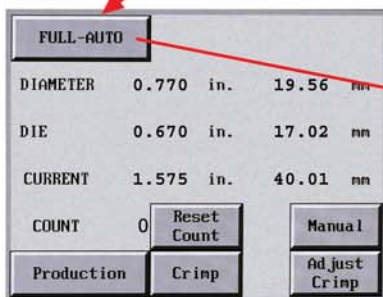 FULL-AUTO
DIAMETER 0.770 in. 19.56 mm
DIE 0.670 in. 17.02 mm
CURRENT 1.575 in. 40.01 mm
COUNT 0 Reset Count Manual
Production Crimp Adjust Crimp